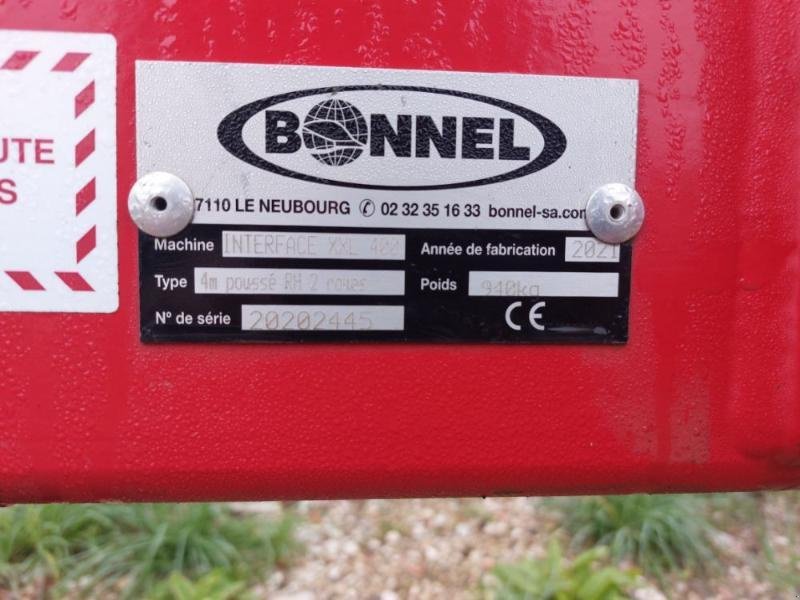 UTE
S
BONNEL
7110 LE NEUBOURG ✆ 02 32 35 16 33 bonnel-sa.com
Machine INTERFACE XXL 400 Année de fabrication 2021
Type 4m poussé RH 2 roues Poids 940kg
N° de série 20202445 CE